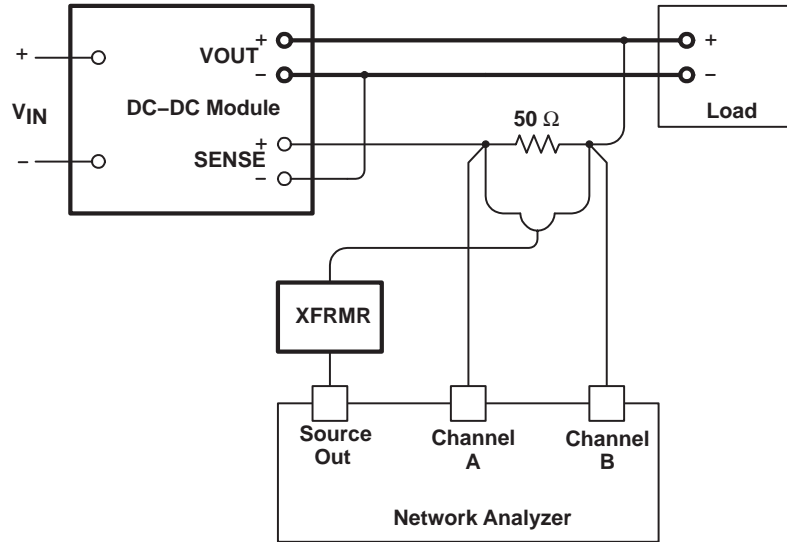 +
VOUT
+
+
−
−
DC−DC Module
VIN
Load
50 Ω
+
SENSE
−
−
XFRMR
Source
Out
Channel
A
Channel
B
Network Analyzer